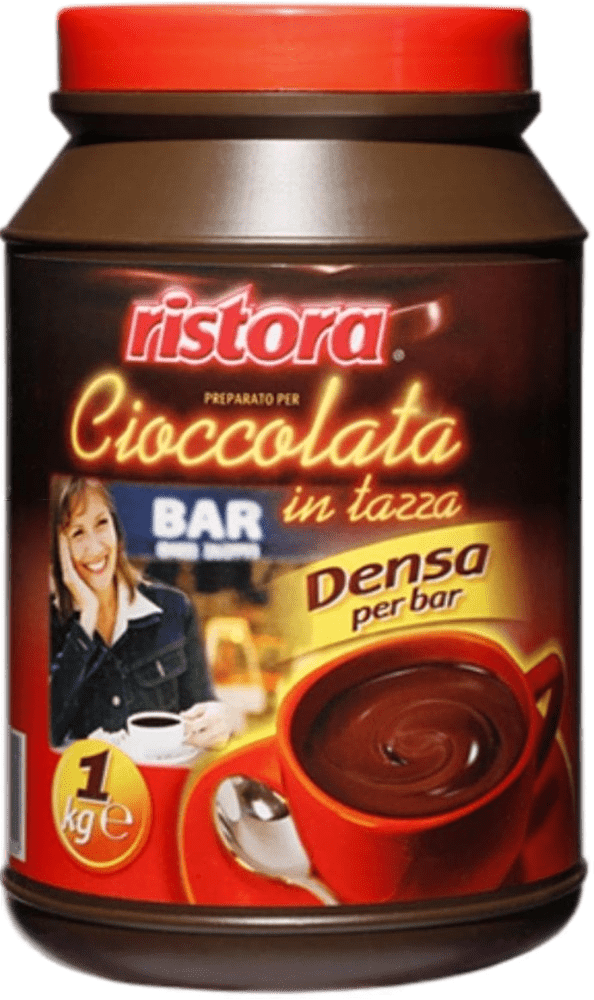 ristora®
PREPARATO PER
Cioccolata
in tazza
BAR
Densa
per bar
1
kg e